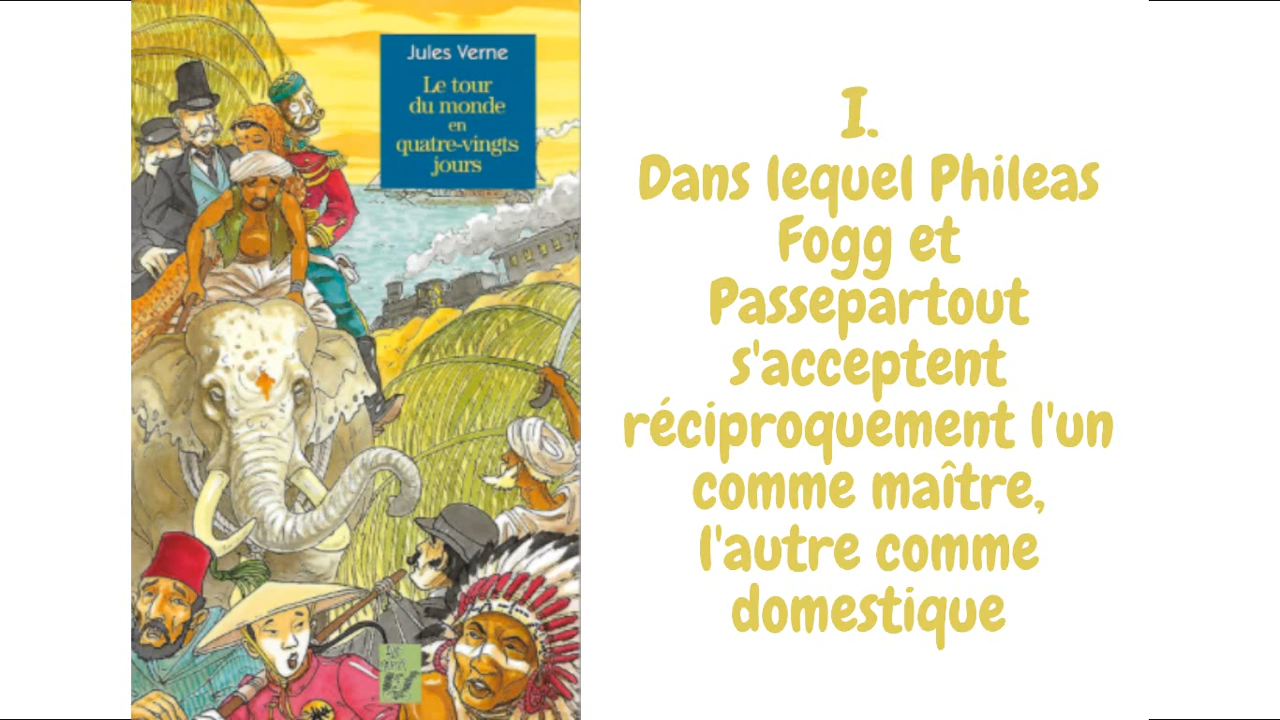 Jules Verne
Le tour
du monde
en
quatre-vingts
jours
I.
Dans lequel Phileas
Fogg et
Passepartout
s'acceptent
réciproquement l'un
comme maître,
l'autre comme
domestique